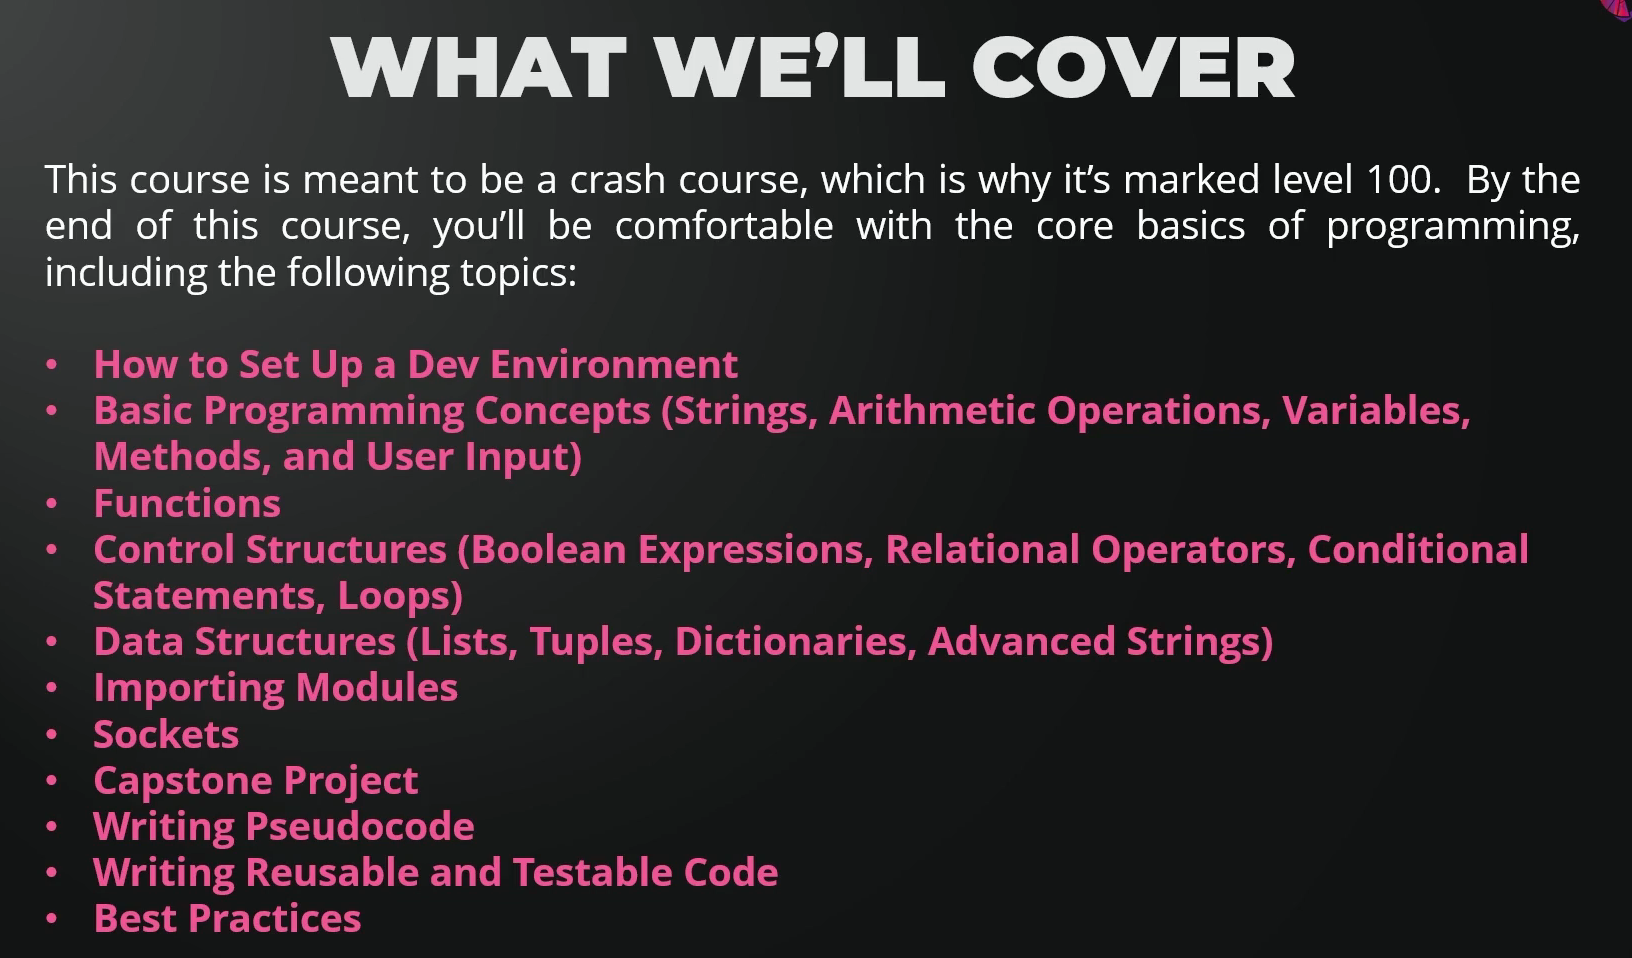 WHAT WE’LL COVER
This course is meant to be a crash course, which is why it’s marked level 100.  By the
end of this course, you’ll be comfortable with the core basics of programming,
including the following topics:
• How to Set Up a Dev Environment
• Basic Programming Concepts (Strings, Arithmetic Operations, Variables,
Methods, and User Input)
• Functions
• Control Structures (Boolean Expressions, Relational Operators, Conditional
Statements, Loops)
• Data Structures (Lists, Tuples, Dictionaries, Advanced Strings)
• Importing Modules
• Sockets
• Capstone Project
• Writing Pseudocode
• Writing Reusable and Testable Code
• Best Practices